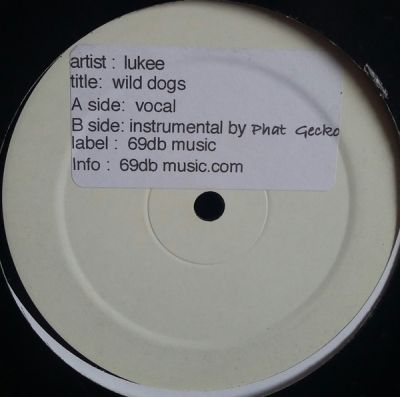 artist : lukee
title: wild dogs
A side: vocal
B side: instrumental by Phat Gecko
label : 69db music
Info : 69db music.com